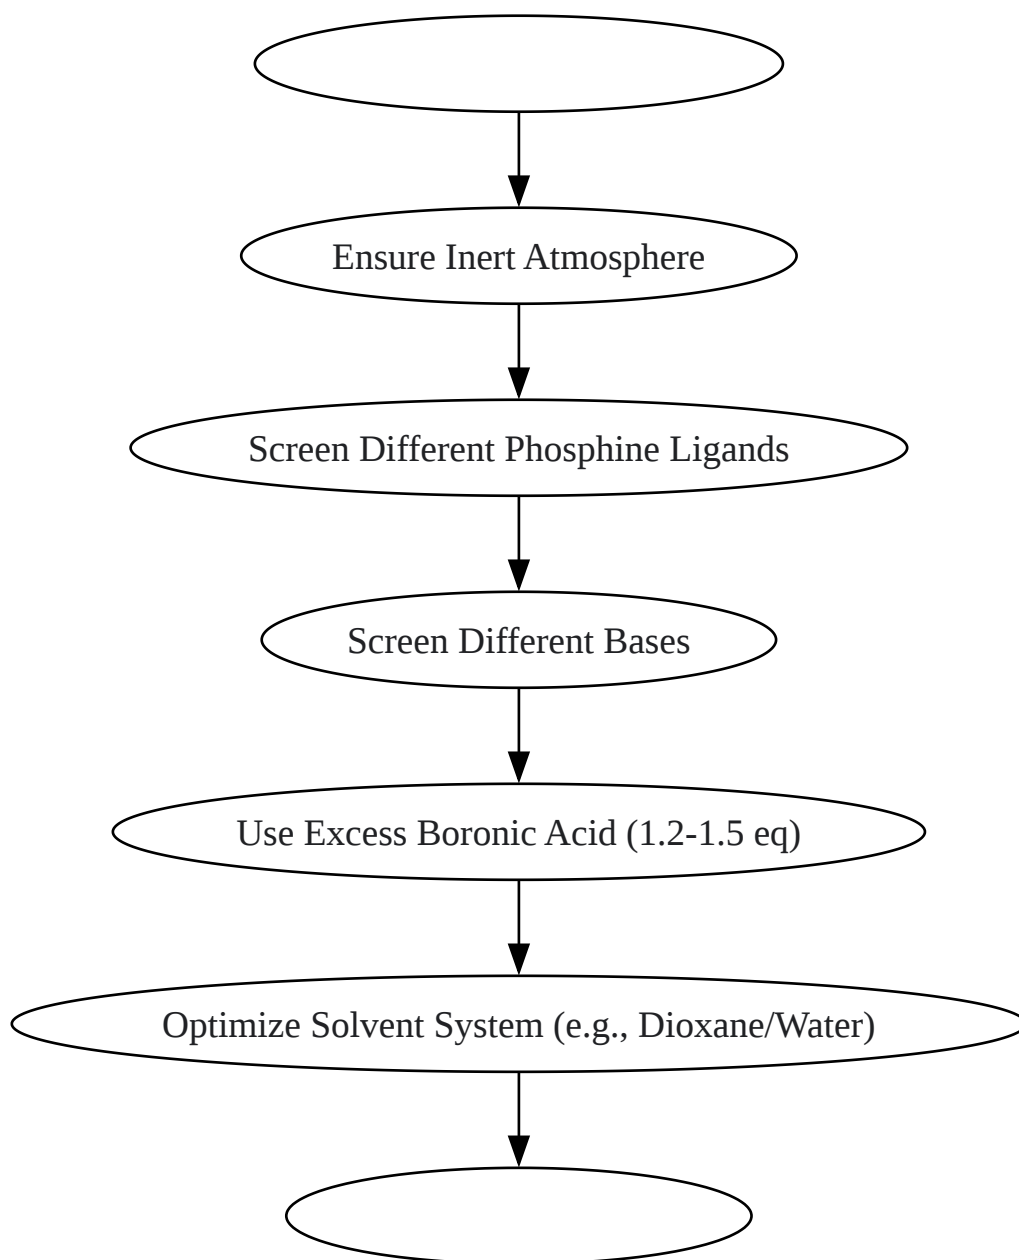 Ensure Inert Atmosphere
Screen Different Phosphine Ligands
Screen Different Bases
Use Excess Boronic Acid (1.2-1.5 eq)
Optimize Solvent System (e.g., Dioxane/Water)